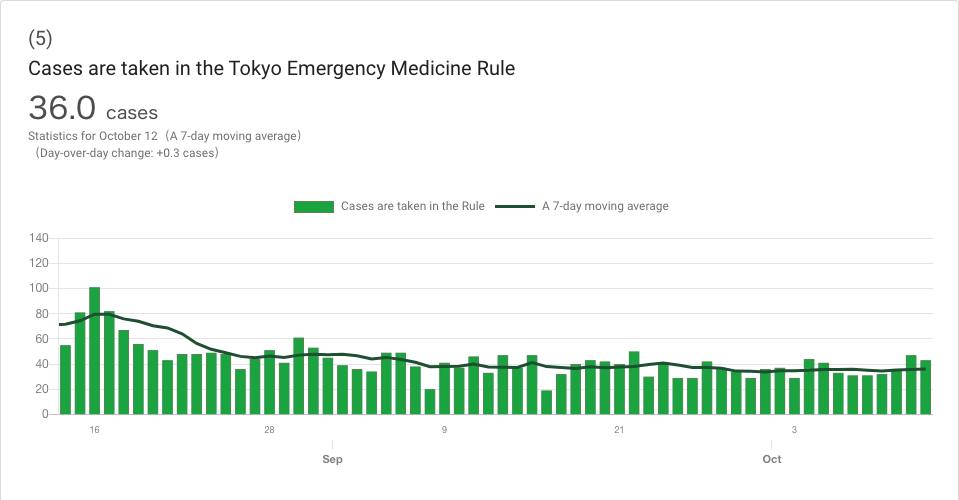 (5)
Cases are taken in the Tokyo Emergency Medicine Rule
36.0 cases
Statistics for October 12（A 7-day moving average）
（Day-over-day change: +0.3 cases）
Cases are taken in the Rule A 7-day moving average
140
120
100
80
60
40
20
0
16 28 9 21 3
Sep Oct